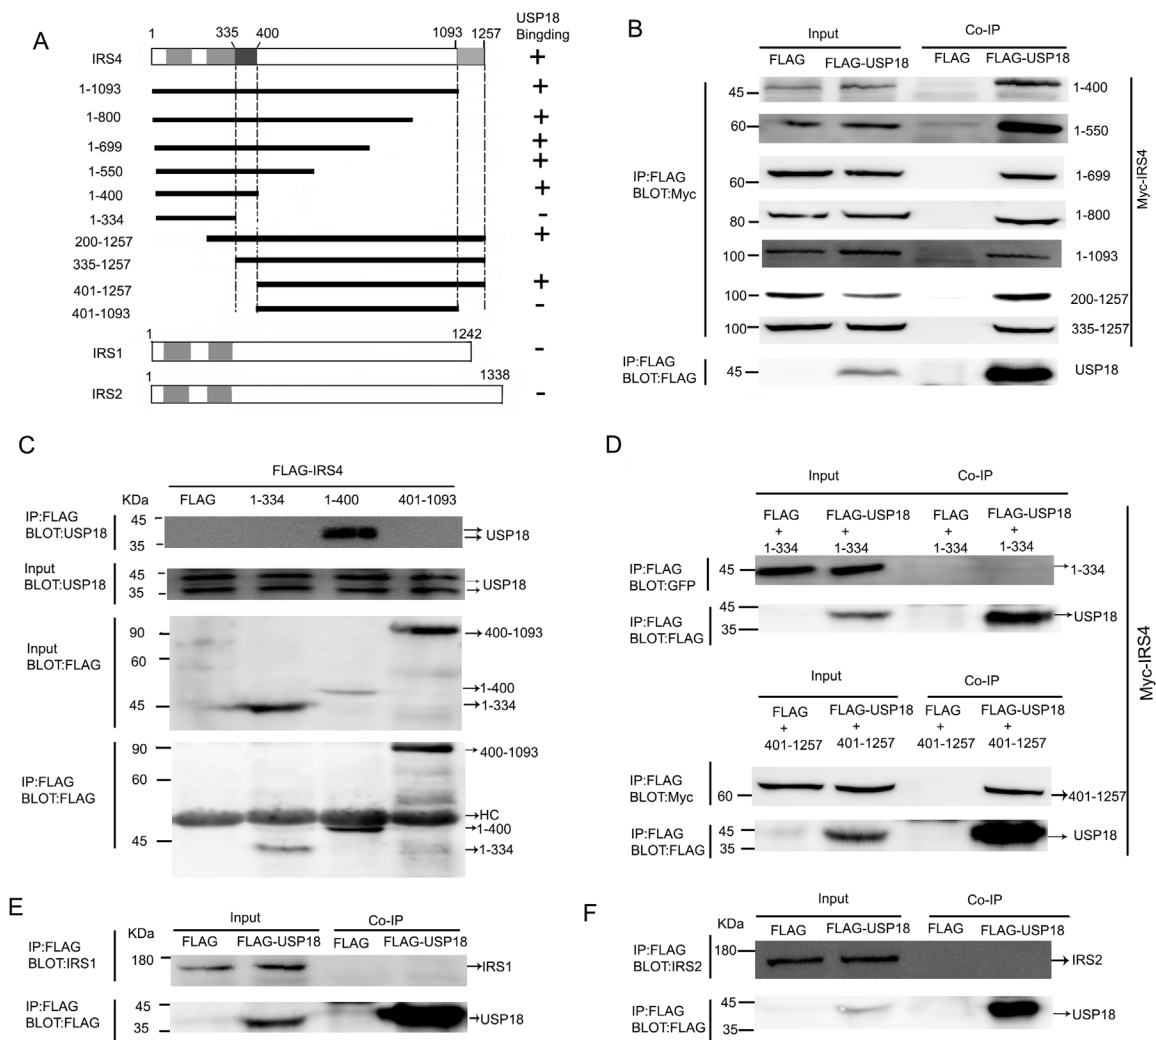 A
1 335 400 1093 1257
USP18
Bingding
IRS4 +
1-1093 +
1-800 +
1-699 +
1-550 +
1-400 +
1-334 -
200-1257 +
335-1257
401-1257 +
401-1093 -
1 1242
IRS1 -
1 1338
IRS2 -
B
Input Co-IP
FLAG FLAG-USP18 FLAG FLAG-USP18
IP:FLAG
BLOT:Myc
45 1-400
60 1-550
60 1-699
80 1-800
100 1-1093
100 200-1257
100 335-1257
Myc-IRS4
IP:FLAG
BLOT:FLAG
45 USP18
C
FLAG-IRS4
KDa FLAG 1-334 1-400 401-1093
IP:FLAG
BLOT:USP18
45
35
USP18
Input
BLOT:USP18
45
35
USP18
Input
BLOT:FLAG
90
60
45
400-1093
1-400
1-334
IP:FLAG
BLOT:FLAG
90
60
45
400-1093
HC
1-400
1-334
D
Input Co-IP
FLAG
+
1-334
FLAG-USP18
+
1-334
FLAG
+
1-334
FLAG-USP18
+
1-334
IP:FLAG
BLOT:GFP
45 1-334
IP:FLAG
BLOT:FLAG
45
35
USP18
Input Co-IP
FLAG
+
401-1257
FLAG-USP18
+
401-1257
FLAG
+
401-1257
FLAG-USP18
+
401-1257
IP:FLAG
BLOT:Myc
60 401-1257
IP:FLAG
BLOT:FLAG
45
35
USP18
Myc-IRS4
E
Input Co-IP
KDa FLAG FLAG-USP18 FLAG FLAG-USP18
IP:FLAG
BLOT:IRS1
180 IRS1
IP:FLAG
BLOT:FLAG
45
35
USP18
F
Input Co-IP
KDa FLAG FLAG-USP18 FLAG FLAG-USP18
IP:FLAG
BLOT:IRS2
180 IRS2
IP:FLAG
BLOT:FLAG
45
35
USP18